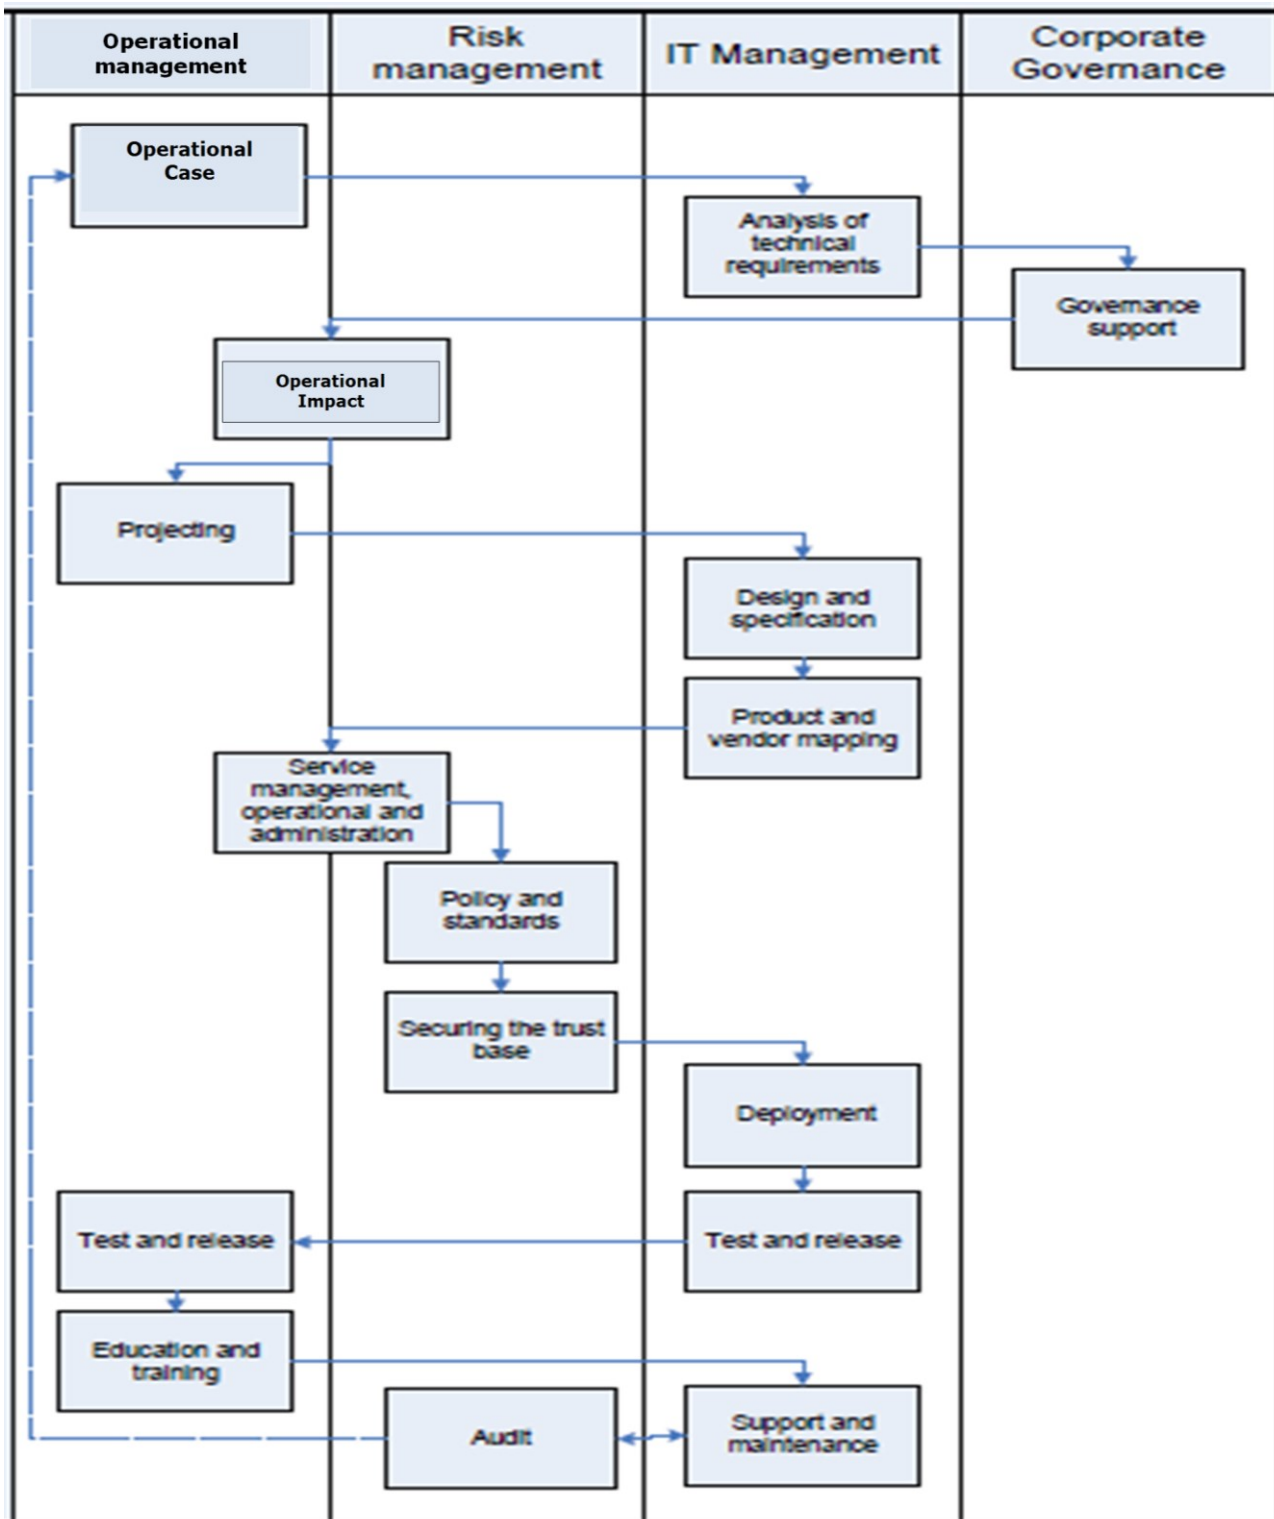 Operational
management
Risk
management
IT Management
Corporate
Governance
Operational
Case
Analysis of
technical
requirements
Governance
support
Operational
Impact
Projecting
Design and
specification
Product and
vendor mapping
Service
management,
operational and
administration
Policy and
standards
Securing the trust
base
Deployment
Test and release
Test and release
Education and
training
Audit
Support and
maintenance